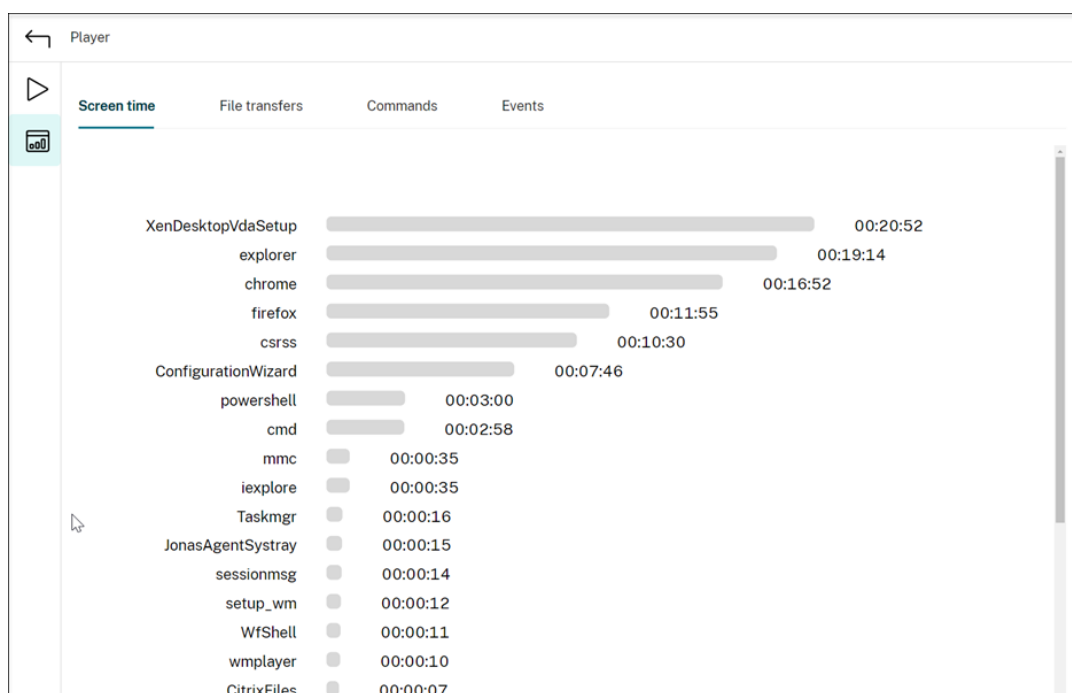 Player
Screen time File transfers Commands Events
XenDesktopVdaSetup 00:20:52
explorer 00:19:14
chrome 00:16:52
firefox 00:11:55
csrss 00:10:30
ConfigurationWizard 00:07:46
powershell 00:03:00
cmd 00:02:58
mmc 00:00:35
iexplore 00:00:35
Taskmgr 00:00:16
JonasAgentSystray 00:00:15
sessionmsg 00:00:14
setup_wm 00:00:12
WfShell 00:00:11
wmplayer 00:00:10
CitrixFiles 00:00:07